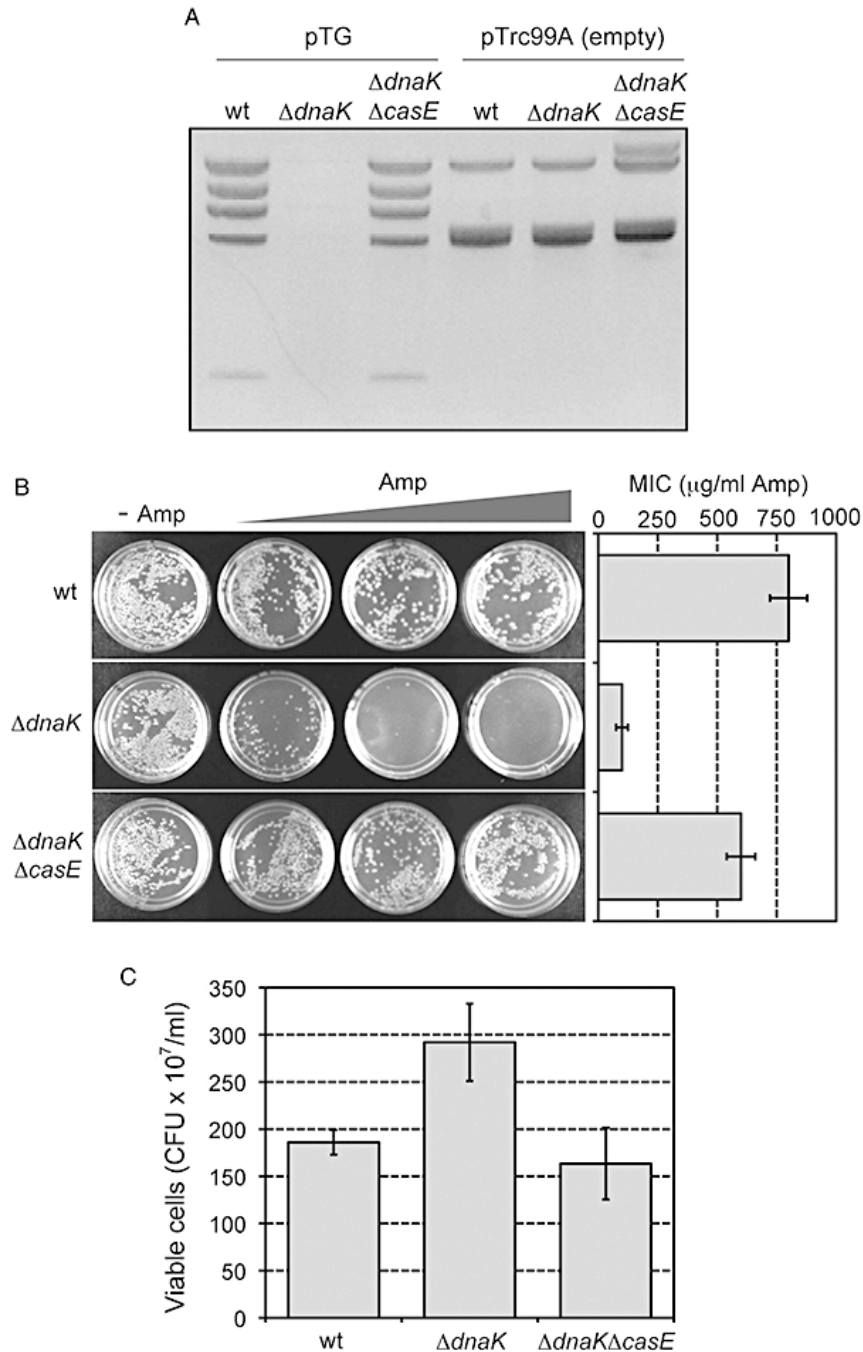 A
pTG
pTrc99A (empty)
ΔdnaK
ΔdnaK
wt
ΔdnaK
ΔcasE
wt
ΔdnaK
ΔcasE
B
Amp
MIC (μg/ml Amp)
- Amp
0 250 500 750 1000
wt
ΔdnaK
ΔdnaK
ΔcasE
C
Viable cells (CFU x 10⁷/ml)
350
300
250
200
150
100
50
0
wt
ΔdnaK
ΔdnaKΔcasE